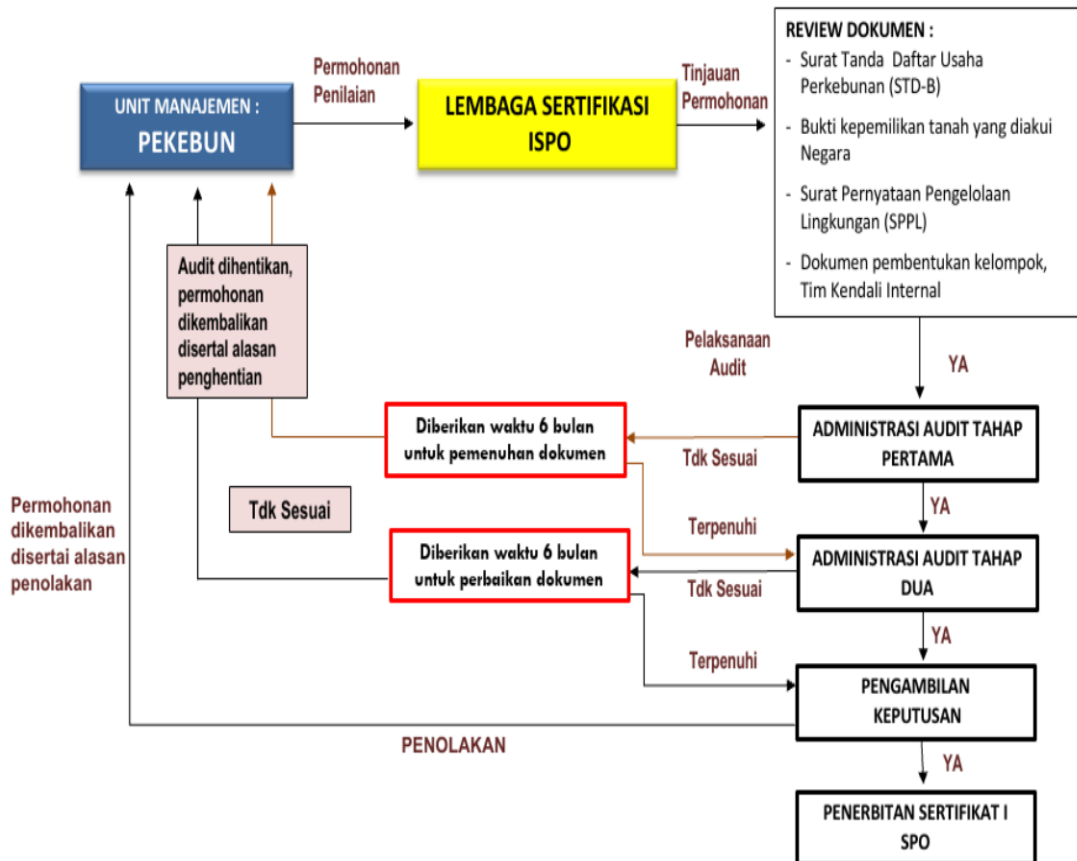 UNIT MANAJEMEN :
PEKEBUN
Permohonan
Penilaian
LEMBAGA SERTIFIKASI
ISPO
Tinjauan
Permohonan
REVIEW DOKUMEN :
- Surat Tanda Daftar Usaha
Perkebunan (STD-B)
- Bukti kepemilikan tanah yang diakui
Negara
- Surat Pernyataan Pengelolaan
Lingkungan (SPPL)
- Dokumen pembentukan kelompok,
Tim Kendali Internal
Audit dihentikan,
permohonan
dikembalikan
disertal alasan
penghentian
Pelaksanaan
Audit
YA
Diberikan waktu 6 bulan
untuk pemenuhan dokumen
Tdk Sesuai
ADMINISTRASI AUDIT TAHAP
PERTAMA
YA
Tdk Sesuai
Terpenuhi
Permohonan
dikembalikan
disertai alasan
penolakan
Diberikan waktu 6 bulan
untuk perbaikan dokumen
Tdk Sesuai
ADMINISTRASI AUDIT TAHAP
DUA
YA
Terpenuhi
PENGAMBILAN
KEPUTUSAN
PENOLAKAN
YA
PENERBITAN SERTIFIKAT I
SPO